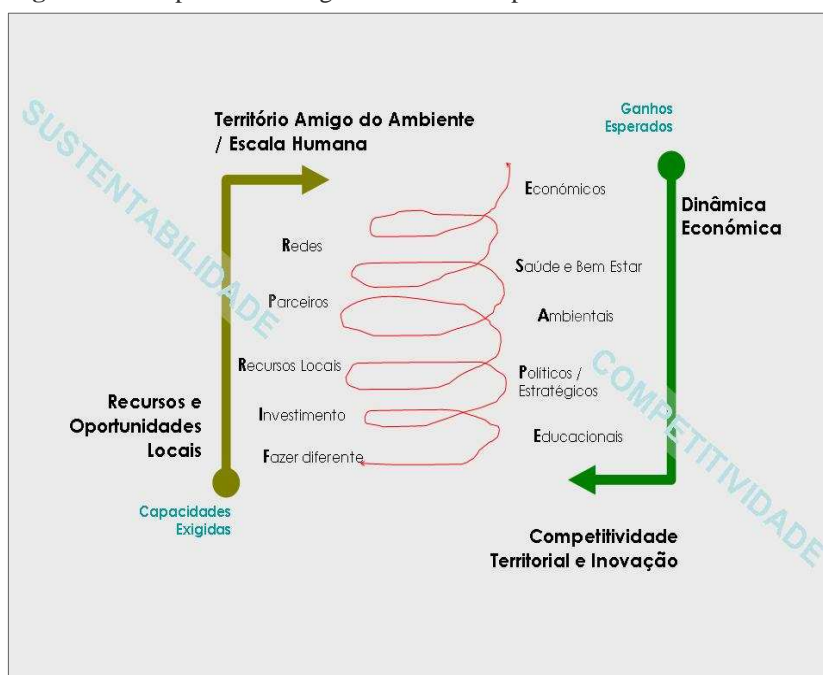 SUSTENTABILIDADE
Território Amigo do Ambiente
/ Escala Humana
Ganhos
Esperados
Dinâmica
Económica
Económicos
Redes
Saúde e Bem Estar
Parceiros
Ambientais
Recursos Locais
Políticos /
Estratégicos
Investimento
Educacionais
Fazer diferente
Recursos e
Oportunidades
Locais
COMPETITIVIDADE
Capacidades
Exigidas
Competitividade
Territorial e Inovação